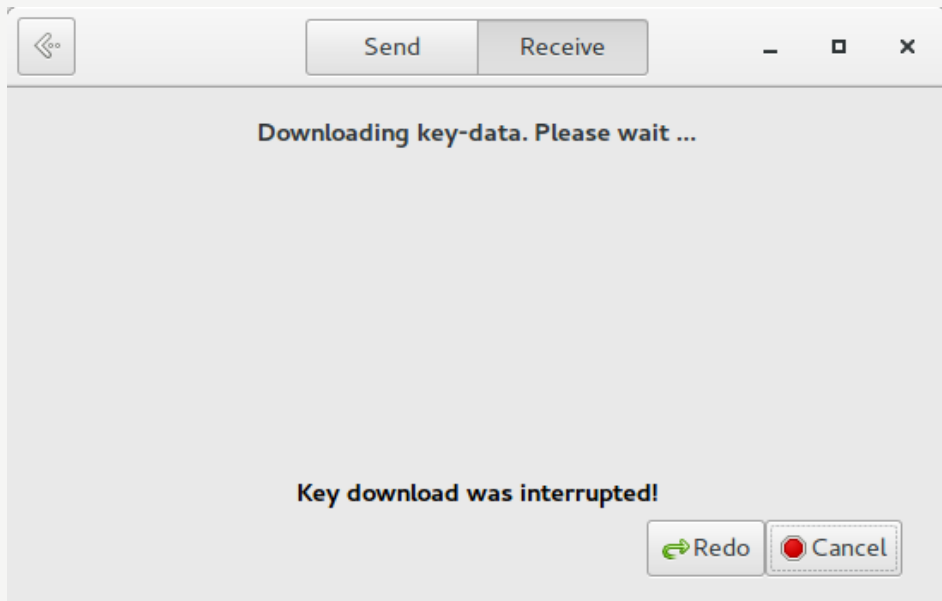 Send Receive
Downloading key-data. Please wait ...
Key download was interrupted!
Redo Cancel